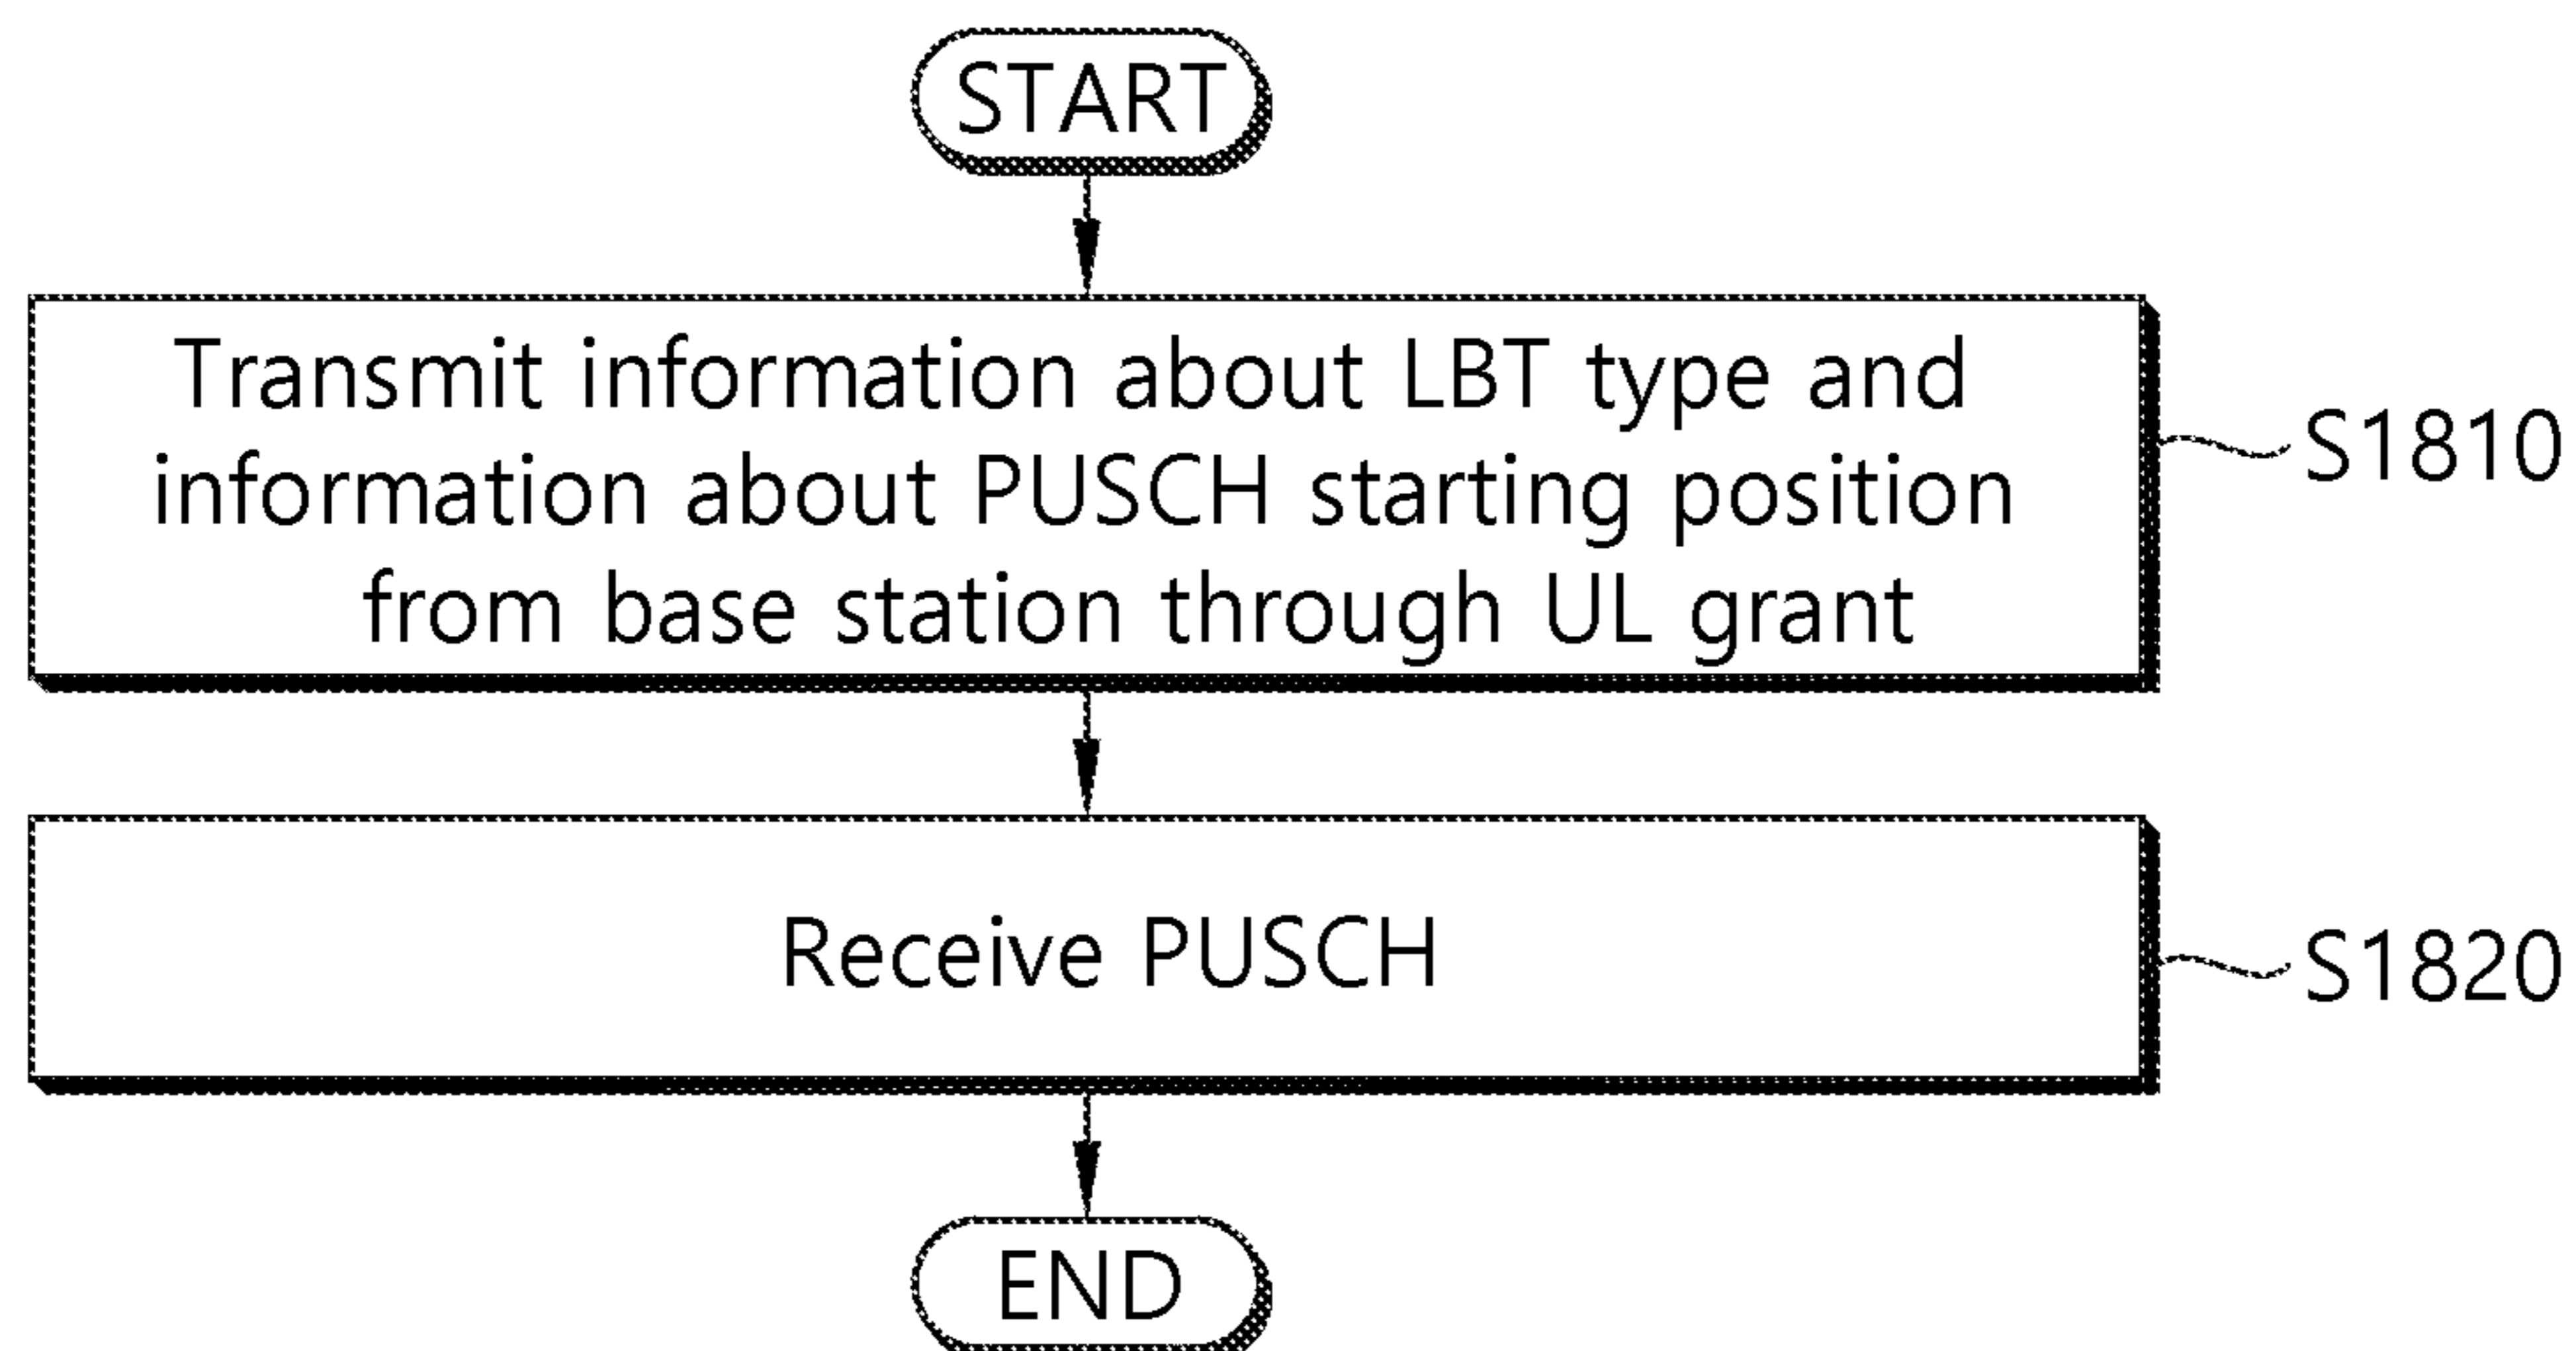 START
Transmit information about LBT type and
information about PUSCH starting position
from base station through UL grant
S1810
Receive PUSCH
S1820
END